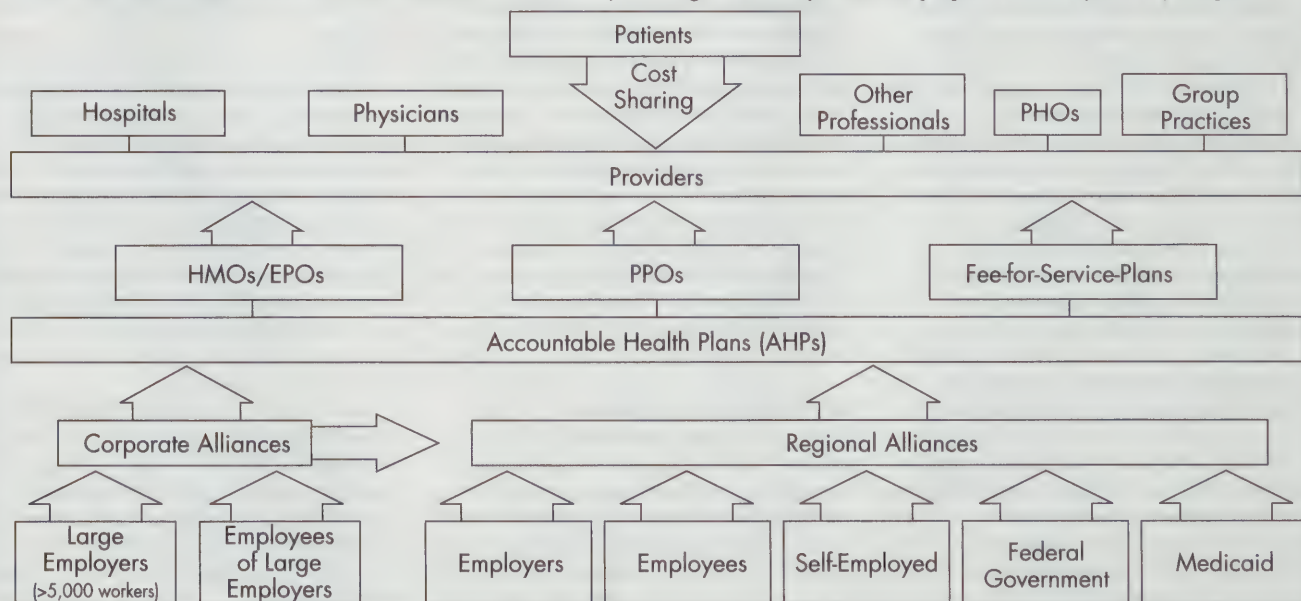 Patients
Cost
Sharing
Hospitals
Physicians
Other
Professionals
PHOs
Group
Practices
Providers
HMOs/EPOs
PPOs
Fee-for-Service-Plans
Accountable Health Plans (AHPs)
Corporate Alliances
Regional Alliances
Large
Employers
(>5,000 workers)
Employees
of Large
Employers
Employers
Employees
Self-Employed
Federal
Government
Medicaid